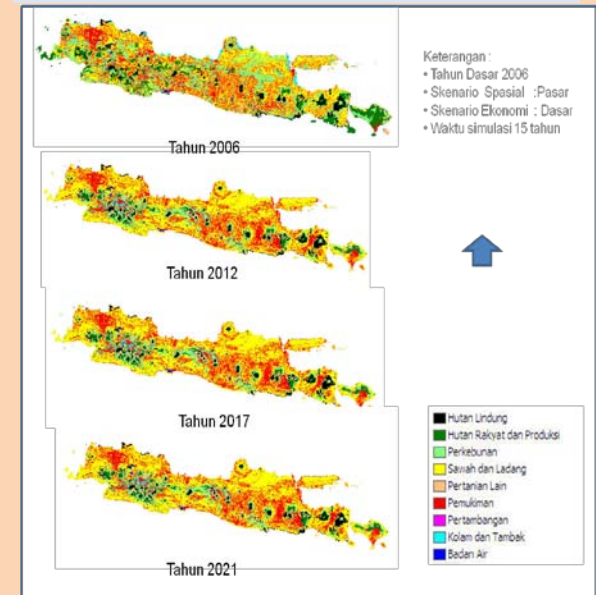 Keterangan :
• Tahun Dasar 2006
• Skenario Spasial :Pasar
• Skenario Ekonomi : Dasar
• Waktu simulasi 15 tahun
Tahun 2006
Tahun 2012
Tahun 2017
Tahun 2021
Hutan Lindung
Hutan Rakyat dan Produksi
Perkebunan
Sawah dan Ladang
Pertanian Lain
Pemukiman
Pertambangan
Kolam dan Tambak
Badan Air